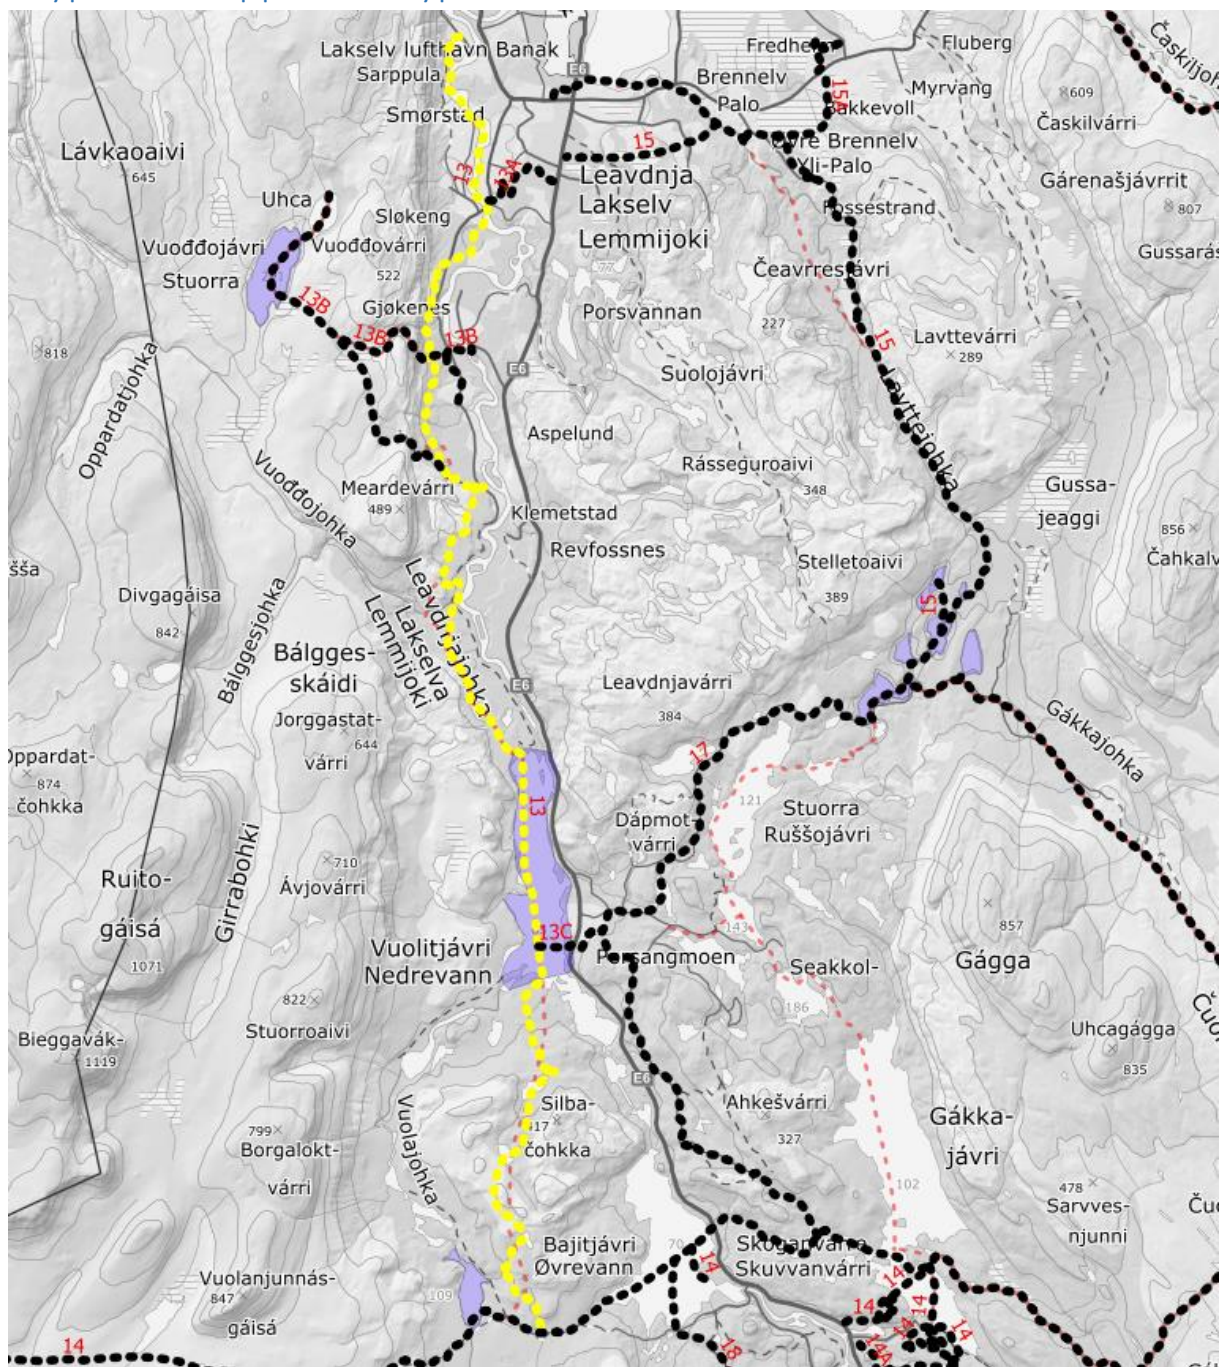 Lakselv lufthavn Banak
Sarppula
Smørstad
E6
Fredheim
Fluberg
Brennelv
Palo
Myrvang
15A
Bakkevoll
609
Časkilvárri
Øvre Brennelv
Yli-Palo
Lávkaoaivi
645
Uhca
Sløkeng
13
13A
15
Leavdnja
Lakselv
Lemmijoki
Gárenašjávrrit
807
Fossestrand
Vuođđojávri
Stuorra
Vuođđovárri
522
77
Čeavrresjávri
Gjøkenes
Porsvannan
227
13B
13B
13B
15
Lavttevárri
289
818
E6
Suolojávri
Lavttejohka
Oppardatjohka
Aspelund
Rásseguroaivi
348
Vuođđojohka
Meardevárri
489
Klemetstad
Revfossnes
Gussa-
jeaggi
856
Stelletoaivi
389
15
Divgagáisa
842
Bálggesjohka
Leavdnjajohka
Lakselva
Lemmijoki
Bálgges-
skáidi
E6
Leavdnjavárri
384
Jorggastat-
644
várri
17
Gákkajohka
874
čohkka
13
121
Dápmot-
várri
Stuorra
Ruššojávri
710
Ávjovárri
Girrabohki
Ruito-
gáisá
1071
857
143
13C
Vuolitjávri
Nedrevann
Porsangmoen
Seakkol-
Gágga
822
Stuorroaivi
186
Bieggavák-
1119
Uhcagágga
835
E6
Silba-
čohkka
Ahkešvárri
327
Gákka-
jávri
Vuolajohka
799
Borgalokt-
várri
102
478
Sarvves-
njunni
Bajitjávri
Øvrevann
70
14
Skoganvarra
Skuvvanvárri
Vuolanjunnás-
847
gáisá
109
14
14
14
14
14
14
14A
18